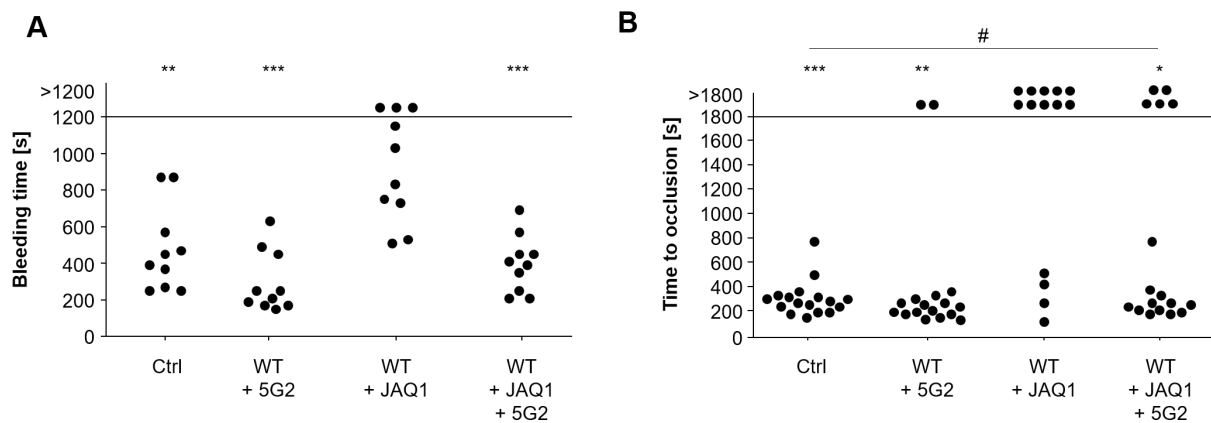 A
** *** ***
Bleeding time [s]
>1200
1200
1000
800
600
400
200
0
Ctrl
WT
+ 5G2
WT
+ JAQ1
WT
+ JAQ1
+ 5G2
B
#
*** ** *
Time to occlusion [s]
>1800
1800
1600
1400
1200
1000
800
600
400
200
0
Ctrl
WT
+ 5G2
WT
+ JAQ1
WT
+ JAQ1
+ 5G2